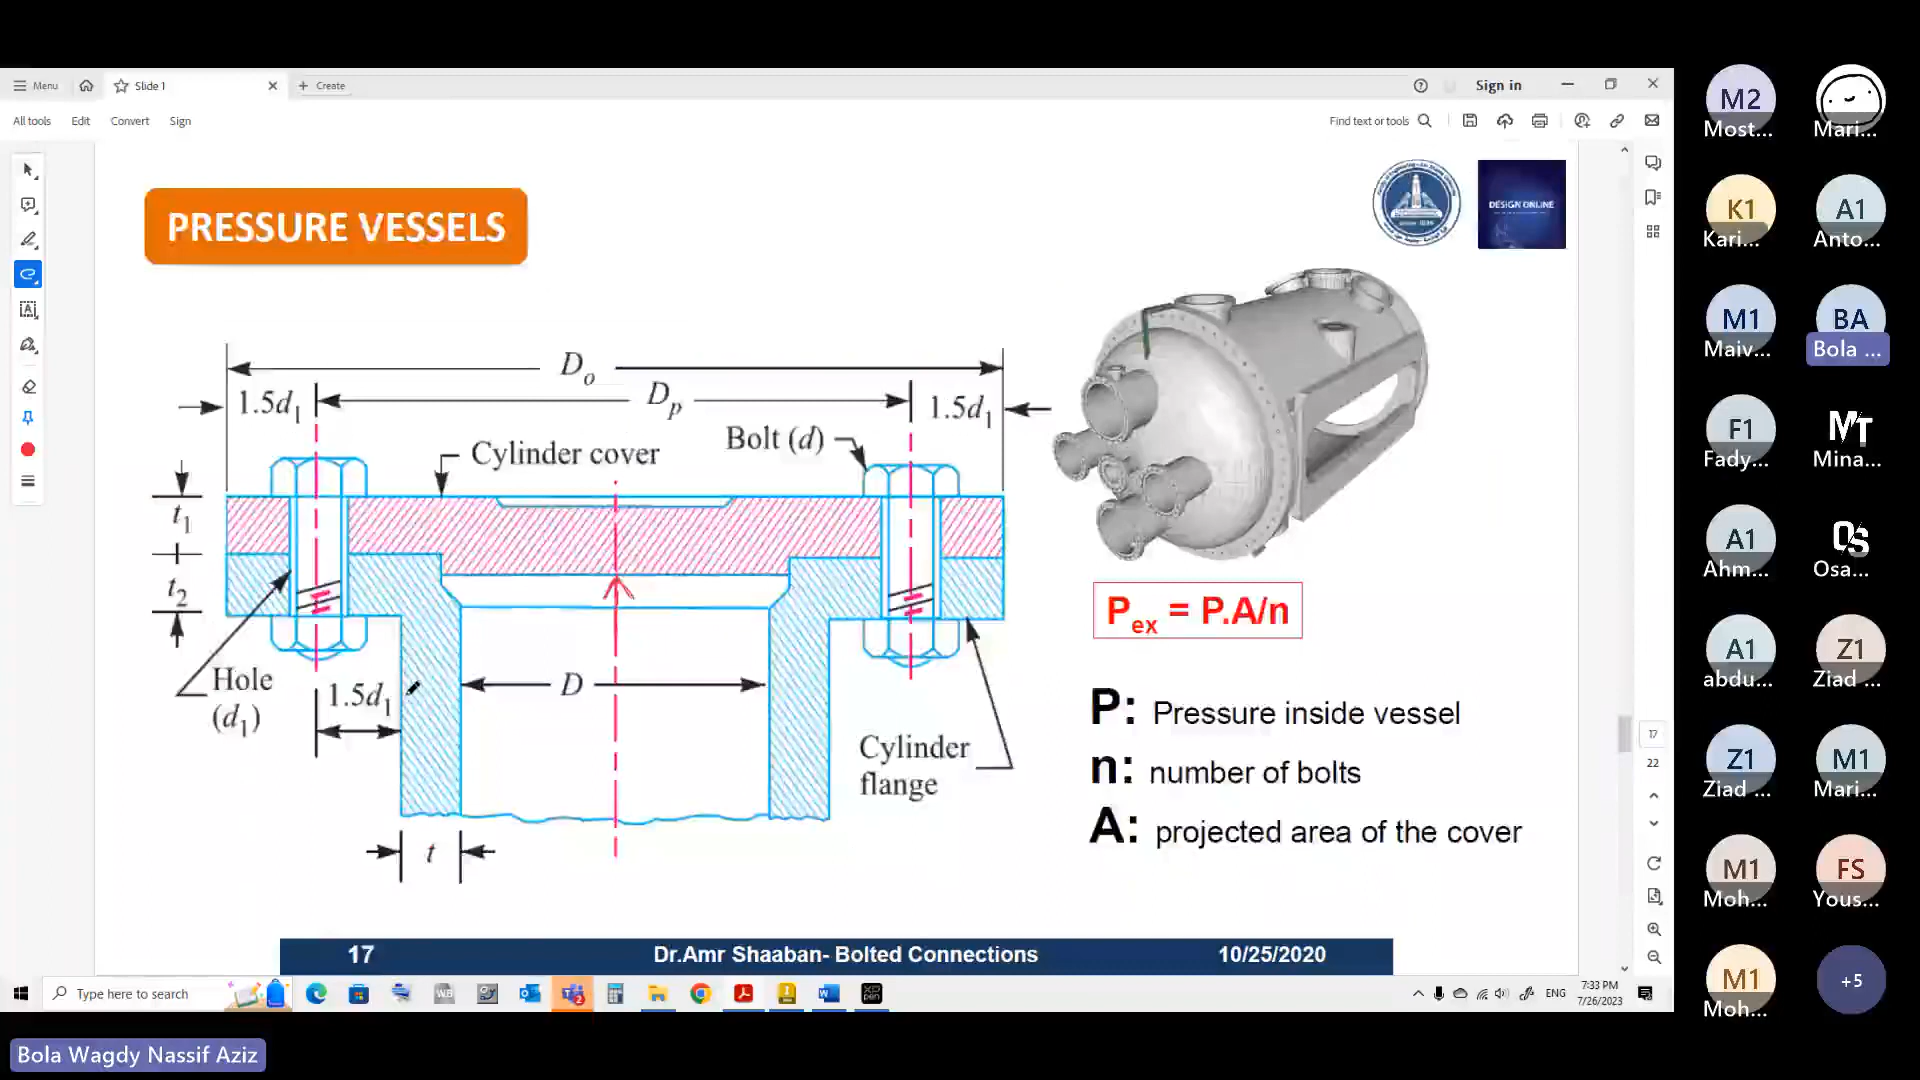 Menu
Slide 1
Create
Sign in
All tools
Edit
Convert
Sign
Find text or tools
PRESSURE VESSELS
DESIGN ONLINE
Do
1.5d1
Dp
1.5d1
Cylinder cover
Bolt (d)
t1
t2
Hole
(d1)
1.5d1
D
Cylinder
flange
t
Pex = P.A/n
P: Pressure inside vessel
n: number of bolts
A: projected area of the cover
17
Dr.Amr Shaaban- Bolted Connections
10/25/2020
17
22
Type here to search
ENG
7:33 PM
7/26/2023
M2
Most...
Mari...
K1
Kari...
A1
Anto...
M1
Maiv...
BA
Bola ...
F1
Fady...
MT
Mina...
A1
Ahm...
OS
Osa...
A1
abdu...
Z1
Ziad ...
Z1
Ziad ...
M1
Mari...
M1
Moh...
FS
Yous...
M1
Moh...
+5
Bola Wagdy Nassif Aziz